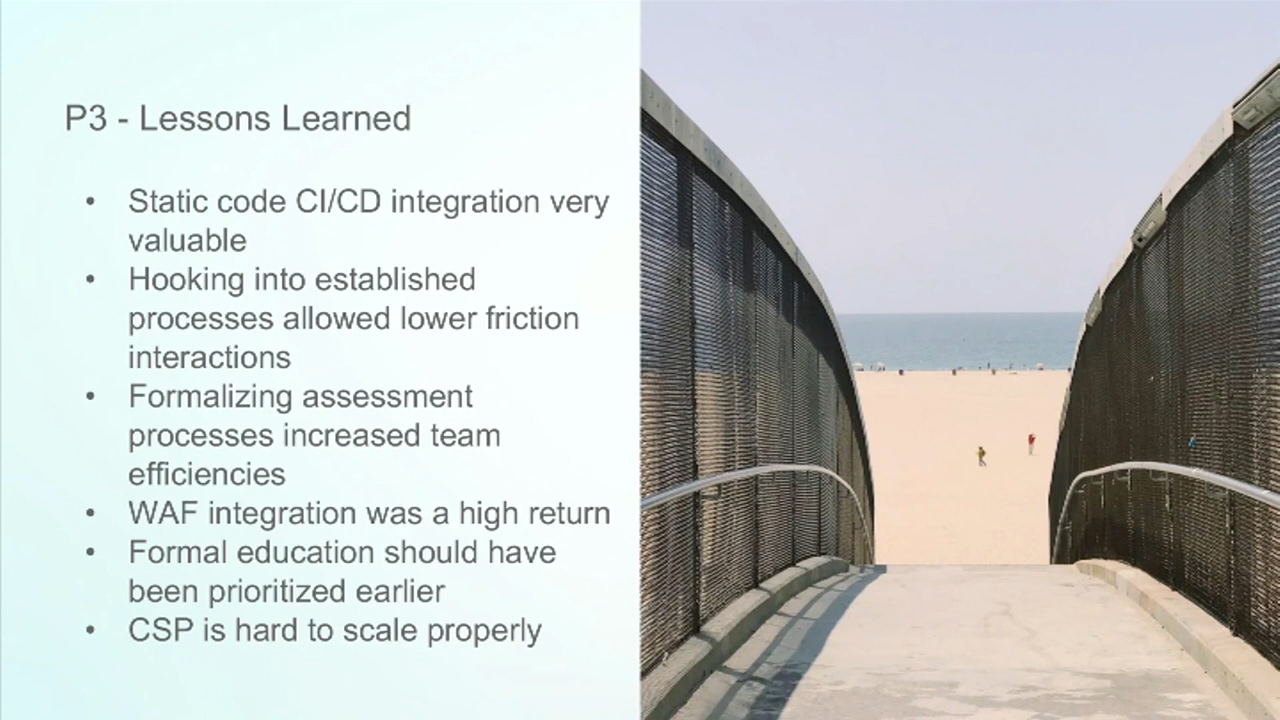 P3 - Lessons Learned
• Static code CI/CD integration very
valuable
• Hooking into established
processes allowed lower friction
interactions
• Formalizing assessment
processes increased team
efficiencies
• WAF integration was a high return
• Formal education should have
been prioritized earlier
• CSP is hard to scale properly